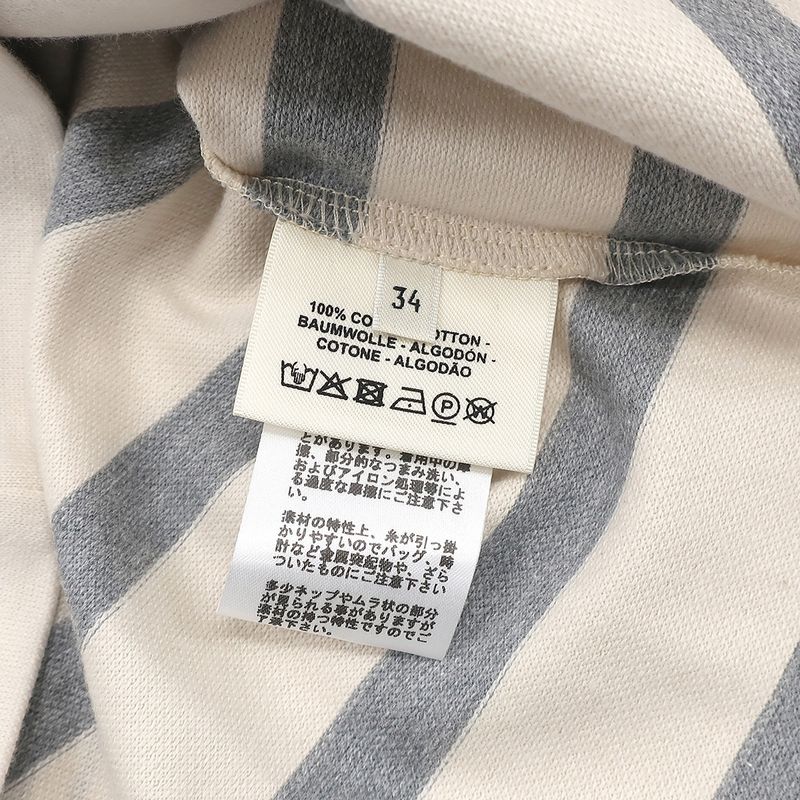 34
100% CO OTTON -
BAUMWOLLE - ALGODÓN -
COTONE - ALGODÃO
P
W
とがあります。着用中の摩
擦、部分的なつまみ洗い、
およびアイロン処理等によ
る過度な摩擦にご注意下さい
素材の特性上、糸が引っ掛
かりやすいのでバッグ、時
計など金属突起物や、ざら
ついたものにご注意下さい
多少ネップやムラ状の部分
が見られる事がありますが
素材の持つ特性ですのでご